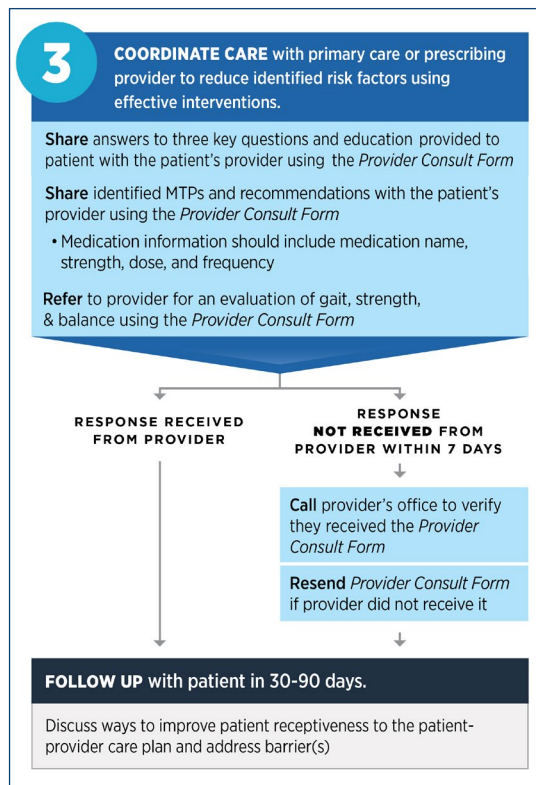 3
COORDINATE CARE with primary care or prescribing
provider to reduce identified risk factors using
effective interventions.
Share answers to three key questions and education provided to
patient with the patient's provider using the Provider Consult Form
Share identified MTPs and recommendations with the patient's
provider using the Provider Consult Form
• Medication information should include medication name,
strength, dose, and frequency
Refer to provider for an evaluation of gait, strength,
& balance using the Provider Consult Form
RESPONSE RECEIVED
FROM PROVIDER
RESPONSE
NOT RECEIVED FROM
PROVIDER WITHIN 7 DAYS
Call provider's office to verify
they received the Provider
Consult Form
Resend Provider Consult Form
if provider did not receive it
FOLLOW UP with patient in 30-90 days.
Discuss ways to improve patient receptiveness to the patient-
provider care plan and address barrier(s)